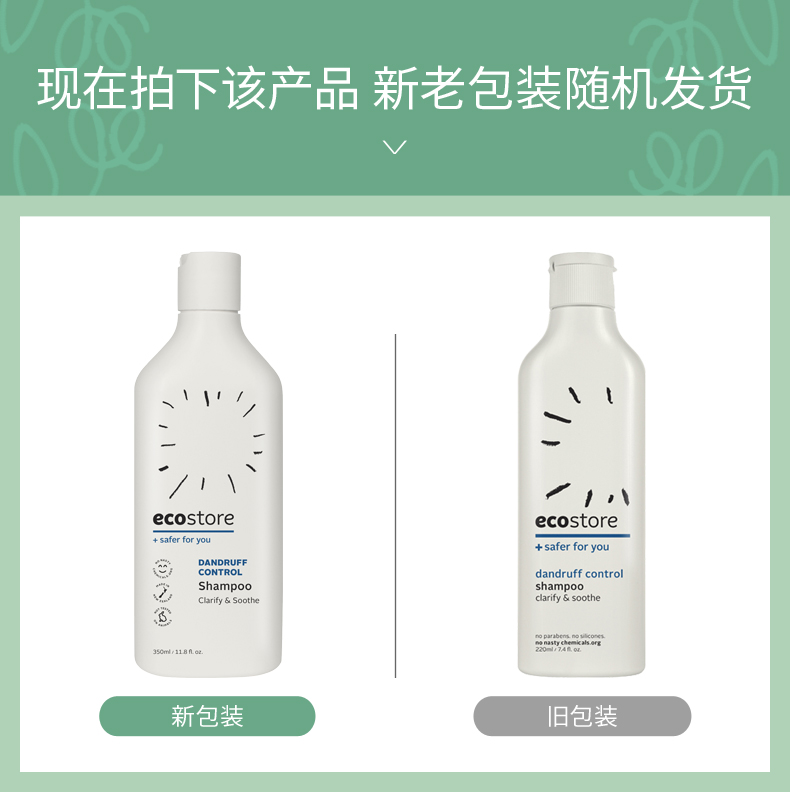 现在拍下该产品 新老包装随机发货
ecostore
+ safer for you
DANDRUFF
CONTROL
Shampoo
Clarify & Soothe
350ml / 11.8 fl. oz.
新包装
ecostore
+ safer for you
dandruff control
shampoo
clarify & soothe
no parabens. no silicones.
no nasty chemicals.org
220ml / 7.4 fl. oz.
旧包装